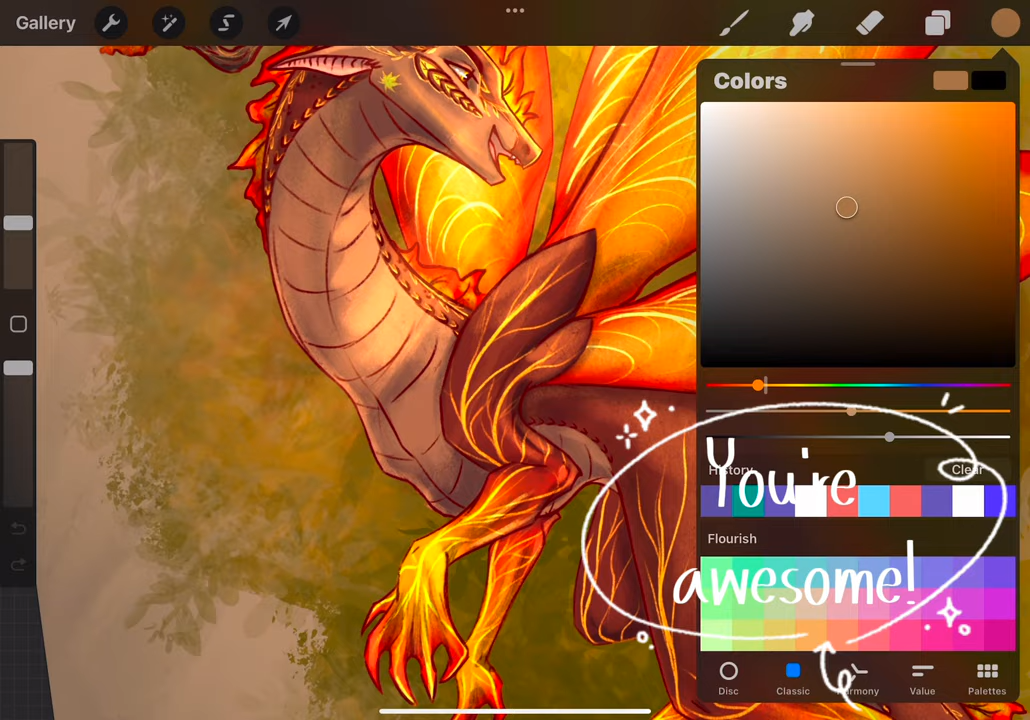 Gallery
Colors
History
Clear
You're
Flourish
awesome!
Disc
Classic
Harmony
Value
Palettes